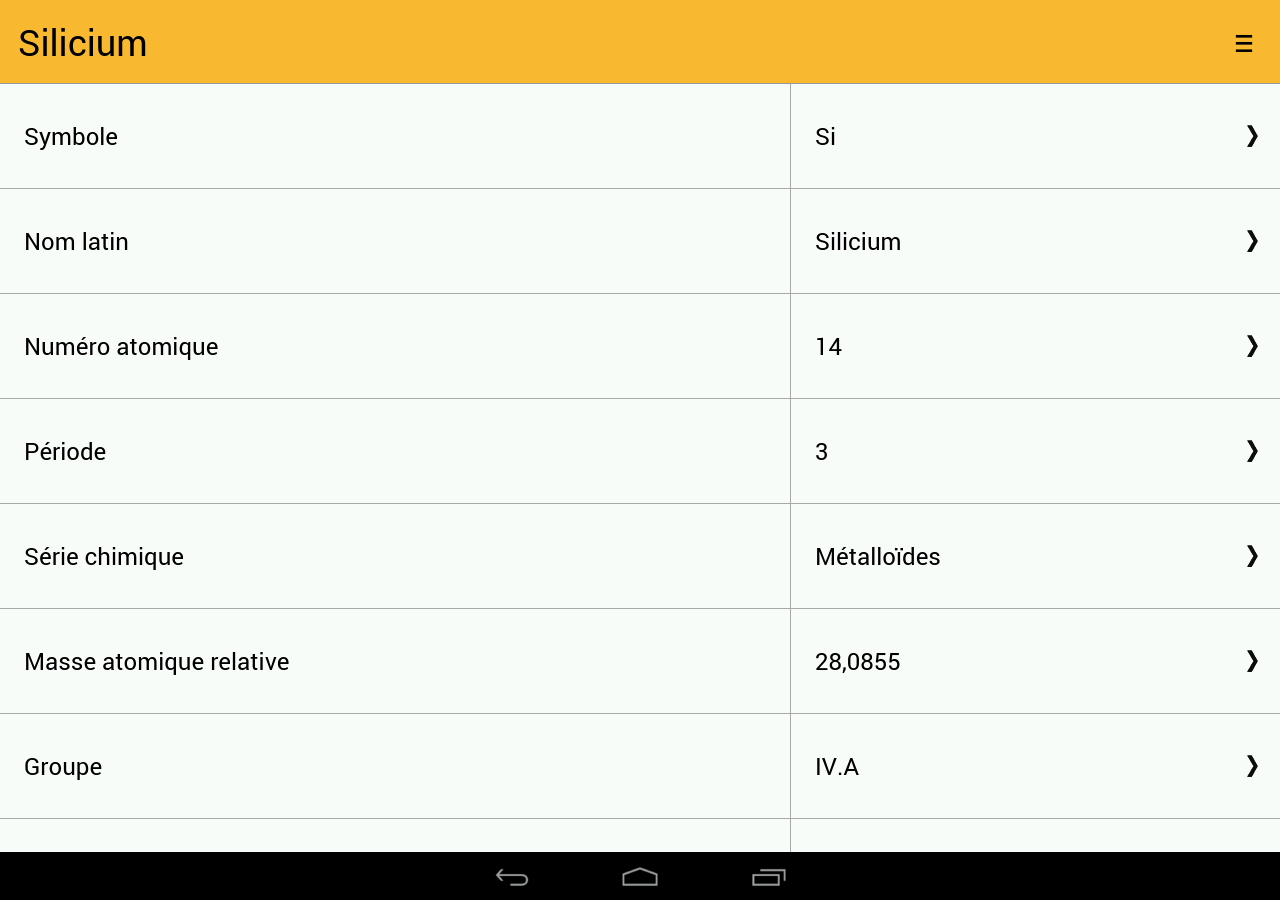 Silicium
Symbole Si
Nom latin Silicium
Numéro atomique 14
Période 3
Série chimique Métalloïdes
Masse atomique relative 28,0855
Groupe IV.A